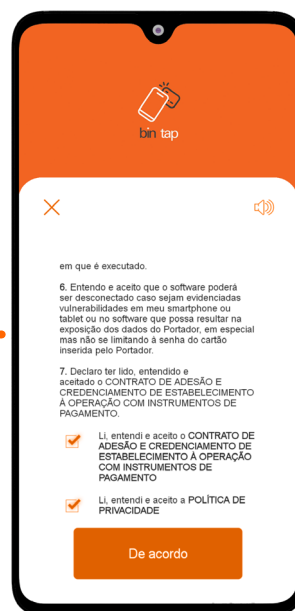 bin tap
em que é executado.
6. Entendo e aceito que o software poderá
ser desconectado caso sejam evidenciadas
vulnerabilidades em meu smartphone ou
tablet ou no software que possa resultar na
exposição dos dados do Portador, em especial
mas não se limitando à senha do cartão
inserida pelo Portador.
7. Declaro ter lido, entendido e
aceitado o CONTRATO DE ADESÃO E
CREDENCIAMENTO DE ESTABELECIMENTO
À OPERAÇÃO COM INSTRUMENTOS DE
PAGAMENTO.
Li, entendi e aceito o CONTRATO DE
ADESÃO E CREDENCIAMENTO DE
ESTABELECIMENTO À OPERAÇÃO
COM INSTRUMENTOS DE
PAGAMENTO
Li, entendi e aceito a POLÍTICA DE
PRIVACIDADE
De acordo